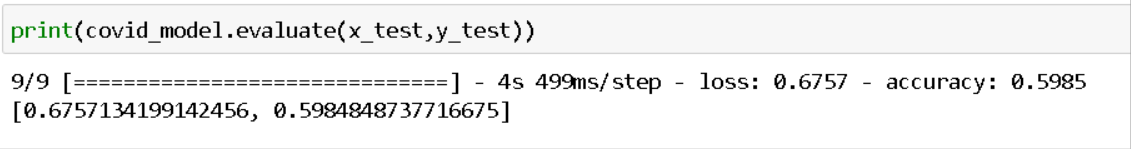 print(covid_model.evaluate(x_test,y_test))
9/9 [==============================] - 4s 499ms/step - loss: 0.6757 - accuracy: 0.5985
[0.6757134199142456, 0.5984848737716675]